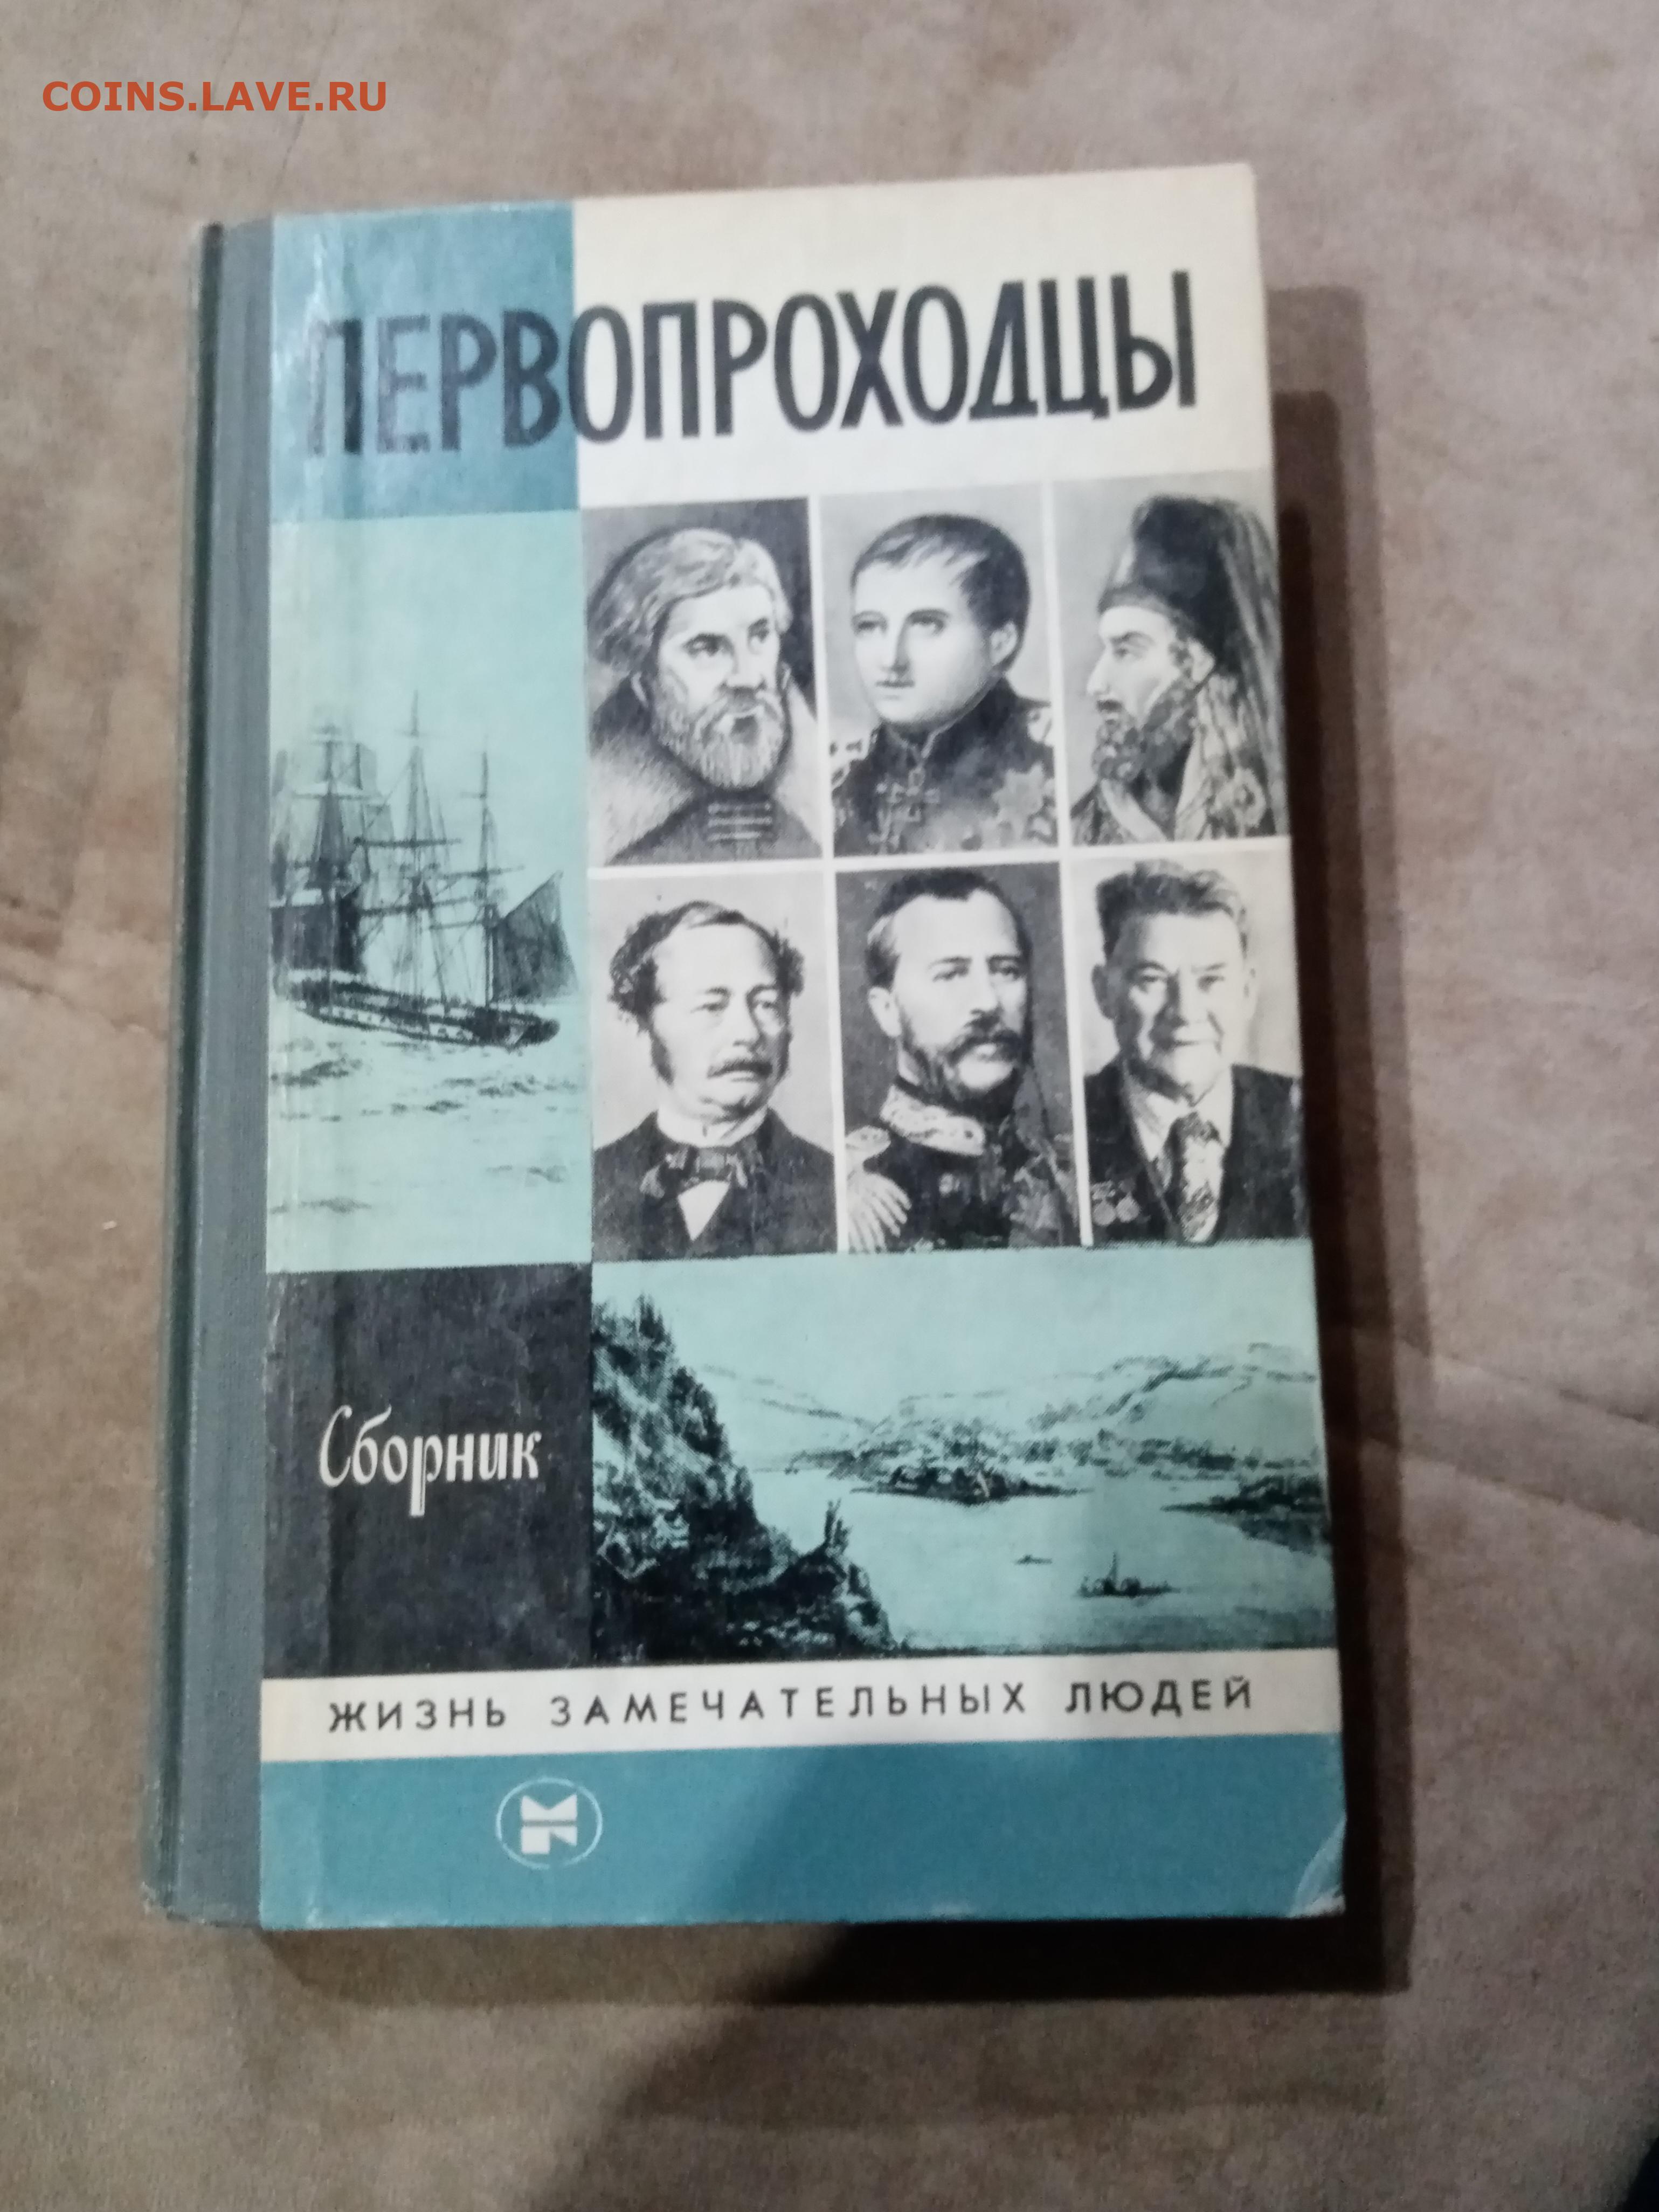 COINS.LAVE.RU
ПЕРВОПРОХОДЦЫ
Сборник
ЖИЗНЬ ЗАМЕЧАТЕЛЬНЫХ ЛЮДЕЙ